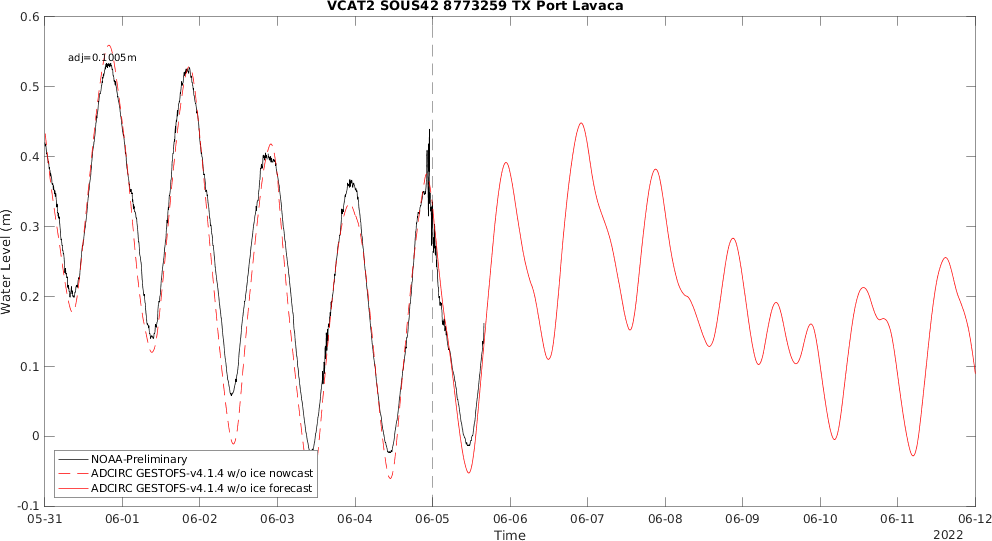 VCAT2 SOUS42 8773259 TX Port Lavaca
0.6
adj=0.1005m
0.5
0.4
0.3
Water Level (m)
0.2
0.1
0
NOAA-Preliminary
ADCIRC GESTOFS-v4.1.4 w/o ice nowcast
ADCIRC GESTOFS-v4.1.4 w/o ice forecast
-0.1
05-31 06-01 06-02 06-03 06-04 06-05 06-06 06-07 06-08 06-09 06-10 06-11 06-12
Time
2022